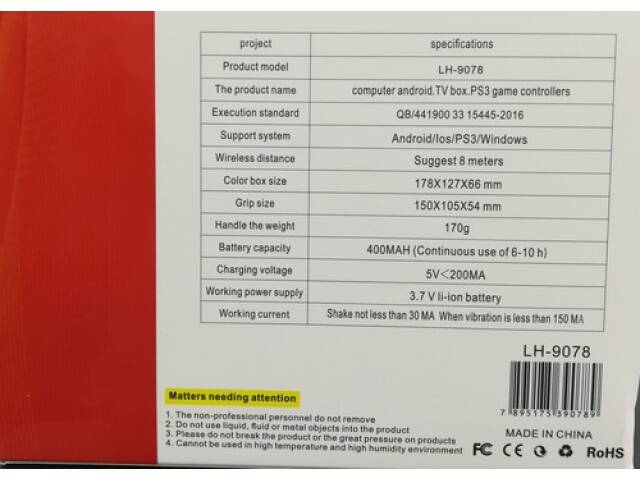 project specifications
Product model LH-9078
The product name computer android.TV box.PS3 game controllers
Execution standard QB/441900 33 15445-2016
Support system Android/Ios/PS3/Windows
Wireless distance Suggest 8 meters
Color box size 178X127X66 mm
Grip size 150X105X54 mm
Handle the weight 170g
Battery capacity 400MAH (Continuous use of 6-10 h)
Charging voltage 5V<200MA
Working power supply 3.7 V li-ion battery
Working current Shake not less than 30 MA When vibration is less than 150 MA
LH-9078
7 895175 390789
Matters needing attention
1. The non-professional personnel do not remove
2. Do not use liquid, fluid or metal objects into the product
3. Please do not break the product or the great pressure on products
4. Cannot be used in high temperature and high humidity environment
MADE IN CHINA
FC CE RoHS